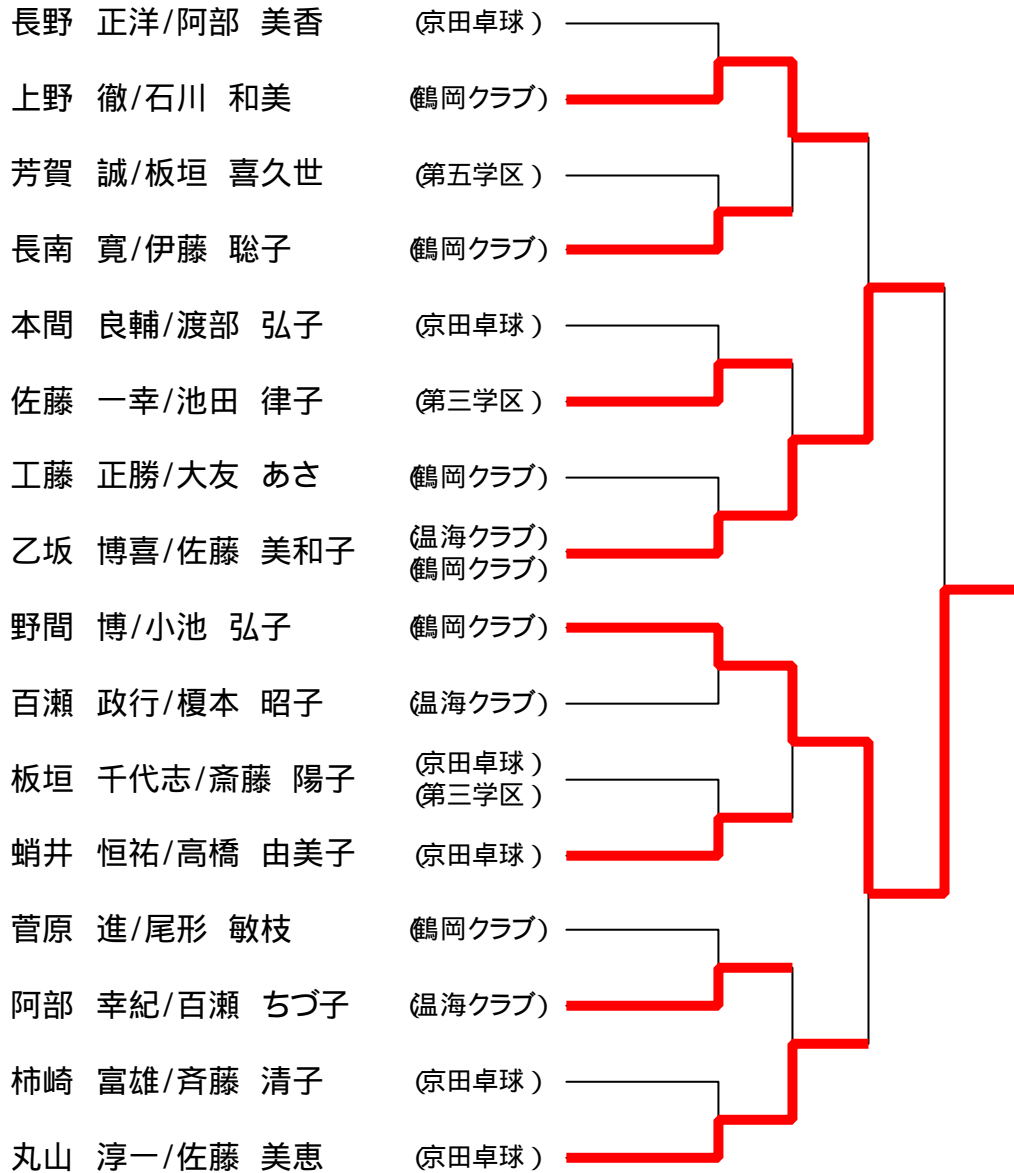 長野 正洋/阿部 美香 (京田卓球)
上野 徹/石川 和美 (鶴岡クラブ)
芳賀 誠/板垣 喜久世 (第五学区)
長南 寛/伊藤 聡子 (鶴岡クラブ)
本間 良輔/渡部 弘子 (京田卓球)
佐藤 一幸/池田 律子 (第三学区)
工藤 正勝/大友 あさ (鶴岡クラブ)
乙坂 博喜/佐藤 美和子 (温海クラブ)
(鶴岡クラブ)
野間 博/小池 弘子 (鶴岡クラブ)
百瀬 政行/榎本 昭子 (温海クラブ)
板垣 千代志/斎藤 陽子 (京田卓球)
(第三学区)
蛸井 恒祐/高橋 由美子 (京田卓球)
菅原 進/尾形 敏枝 (鶴岡クラブ)
阿部 幸紀/百瀬 ちづ子 (温海クラブ)
柿崎 富雄/斉藤 清子 (京田卓球)
丸山 淳一/佐藤 美恵 (京田卓球)